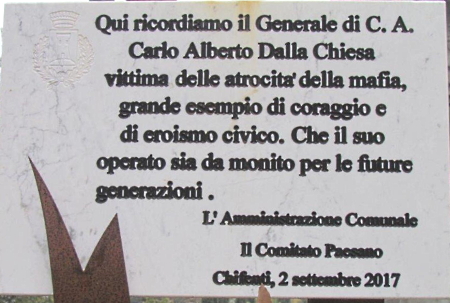 Qui ricordiamo il Generale di C. A.
Carlo Alberto Dalla Chiesa
vittima delle atrocita' della mafia,
grande esempio di coraggio e
di eroismo civico. Che il suo
operato sia da monito per le future
generazioni .
L' Amministrazione Comunale
Il Comitato Paesano
Chifenti, 2 settembre 2017